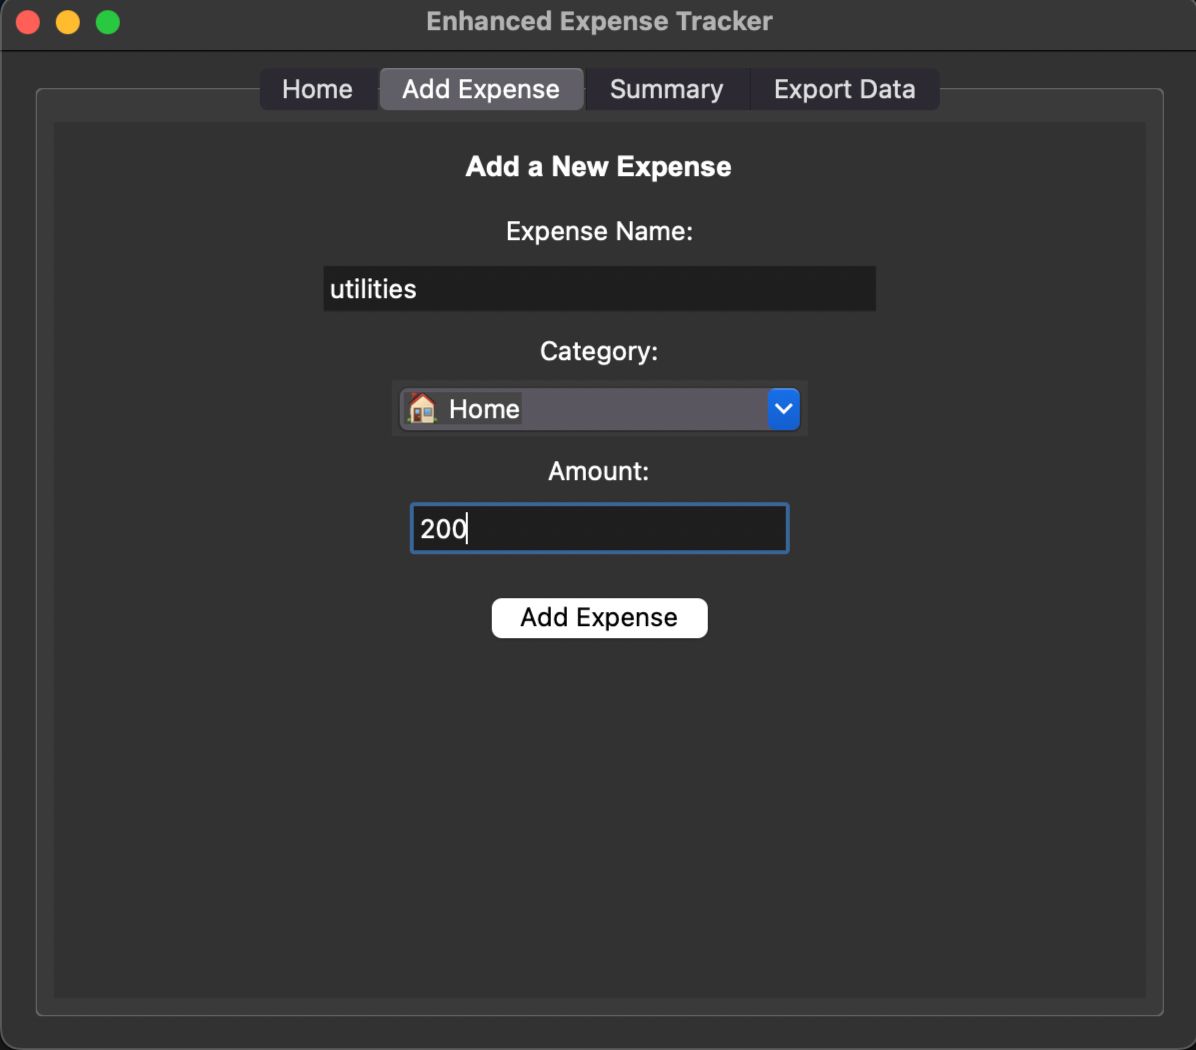 Enhanced Expense Tracker
Home Add Expense Summary Export Data
Add a New Expense
Expense Name:
utilities
Category:
Home
Amount:
200
Add Expense